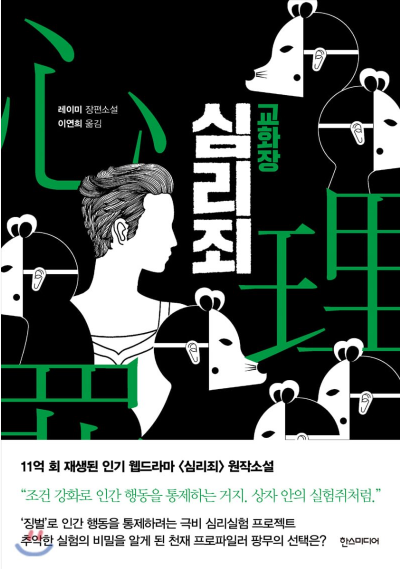 心
理
罪
레이미 장편소설
이연희 옮김
심리죄
교화장
11억 회 재생된 인기 웹드라마 〈심리죄〉 원작소설
“조건 강화로 인간 행동을 통제하는 거지. 상자 안의 실험쥐처럼.”
‘징벌’로 인간 행동을 통제하려는 극비 심리실험 프로젝트
추악한 실험의 비밀을 알게 된 천재 프로파일러 팡무의 선택은?
한스미디어
YES24